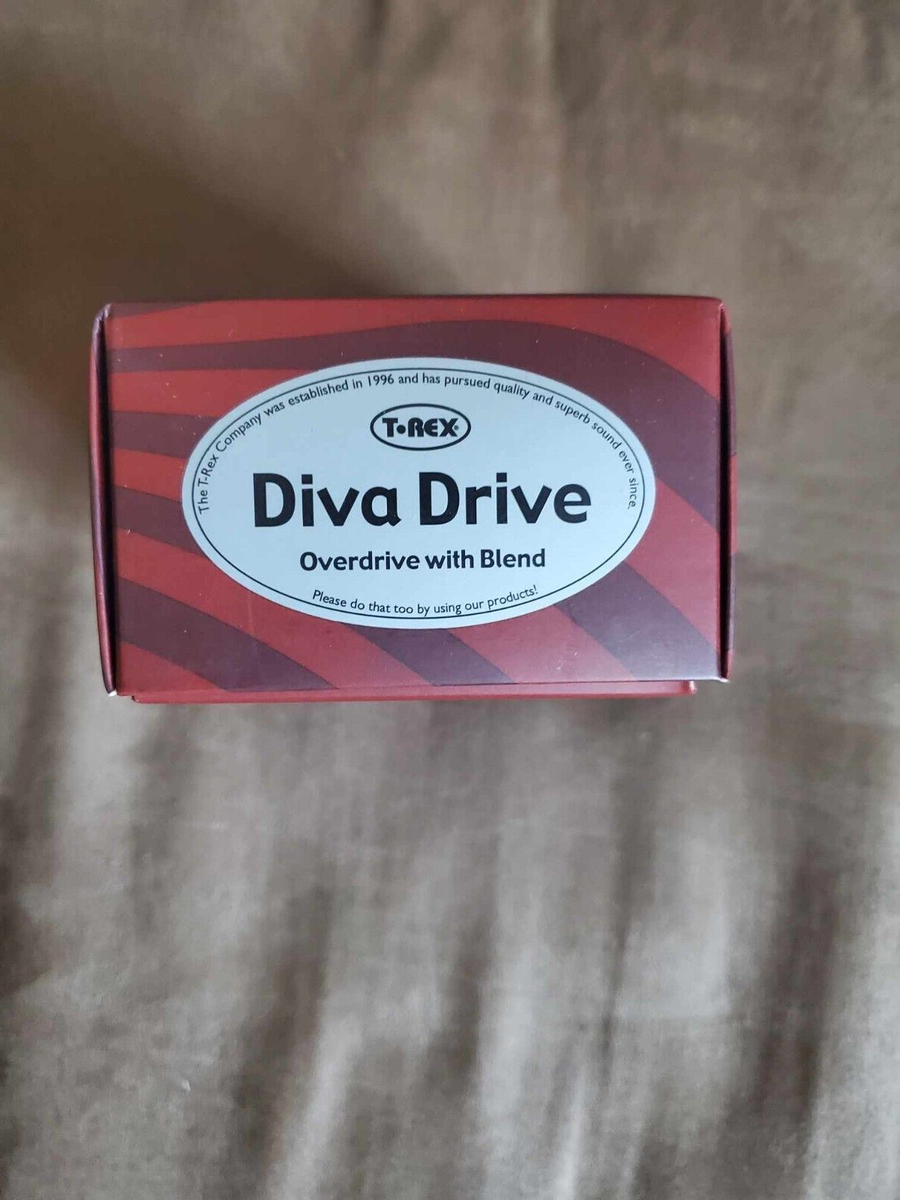 The T-Rex Company was established in 1996 and has pursued quality and superb sound ever since.
T•REX
Diva Drive
Overdrive with Blend
Please do that too by using our products!